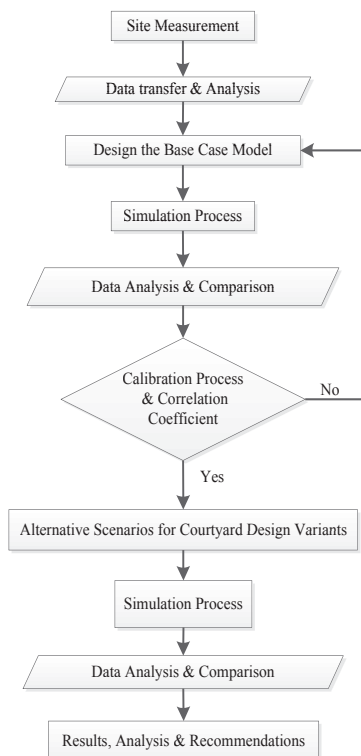 Site Measurement
Data transfer & Analysis
Design the Base Case Model
Simulation Process
Data Analysis & Comparison
Calibration Process
& Correlation
Coefficient
No
Yes
Alternative Scenarios for Courtyard Design Variants
Simulation Process
Data Analysis & Comparison
Results, Analysis & Recommendations